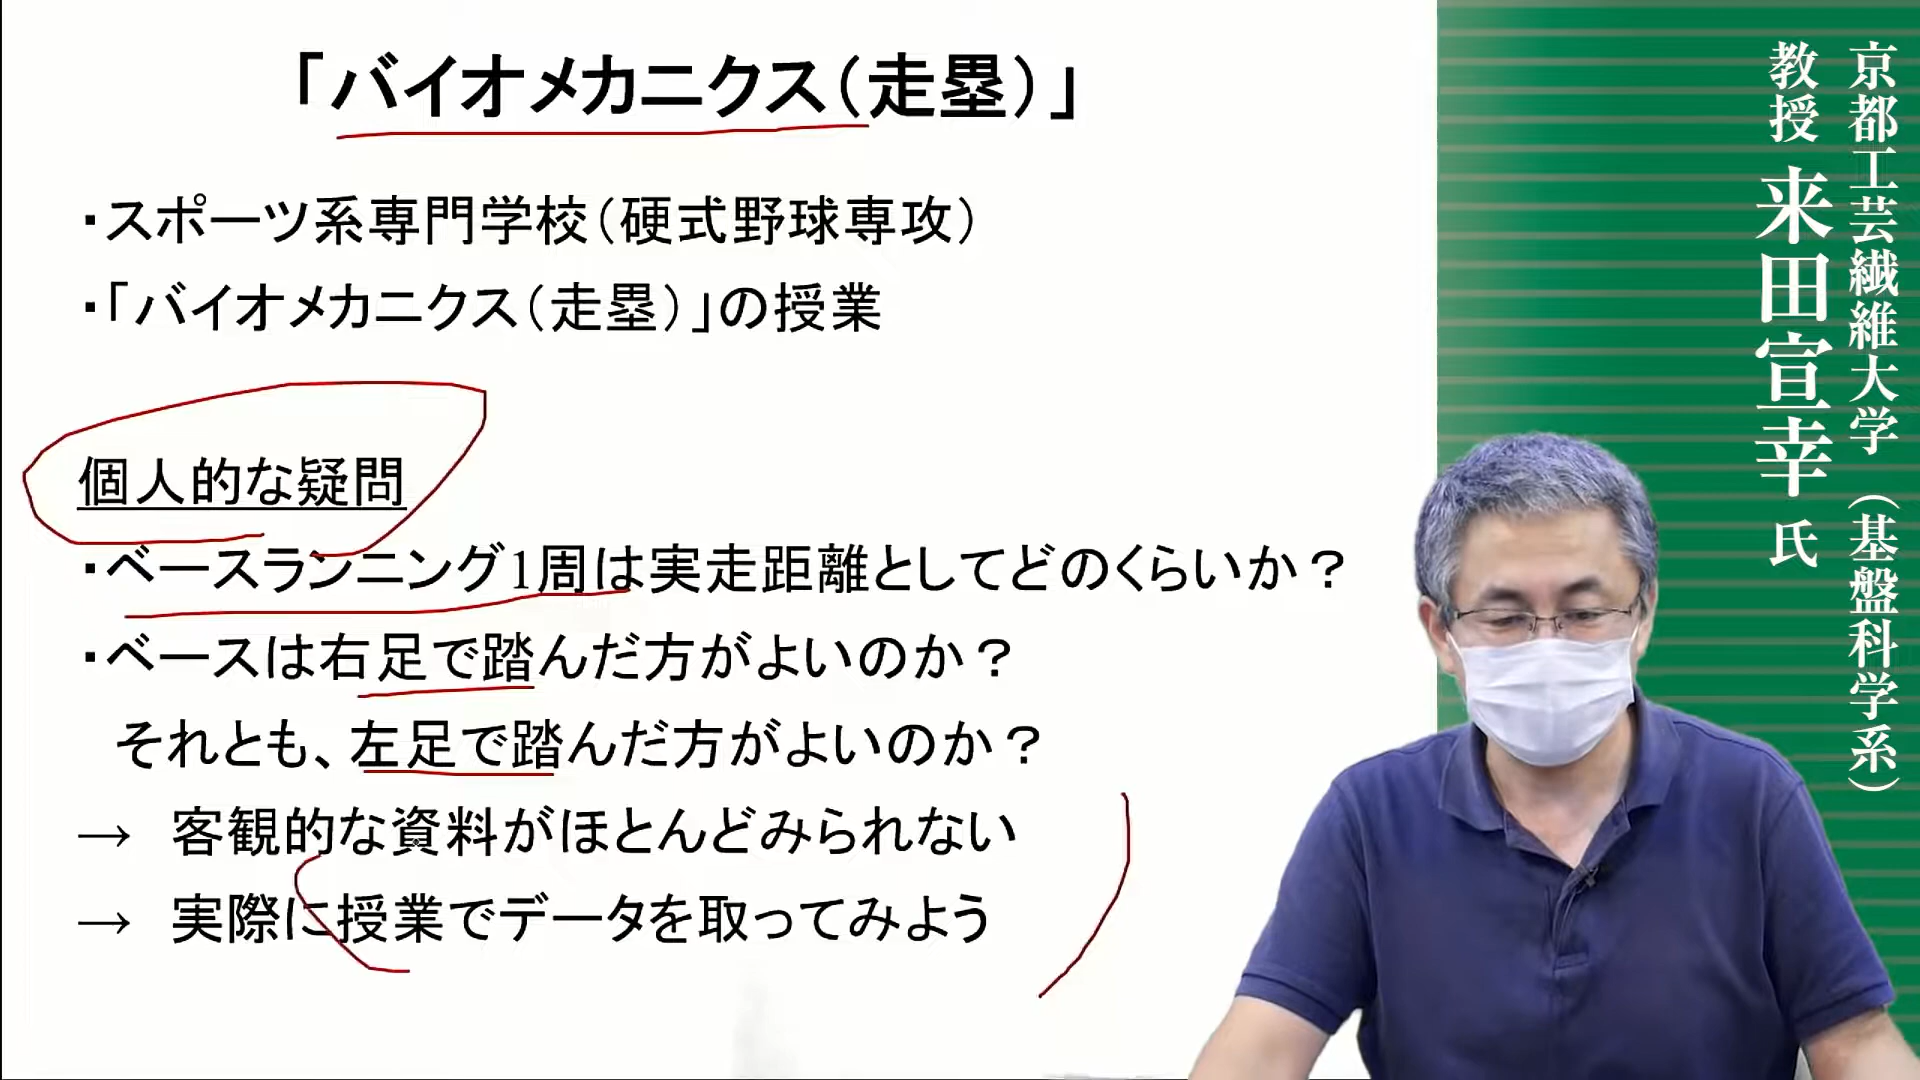 「バイオメカニクス（走塁）」
・スポーツ系専門学校（硬式野球専攻）
・「バイオメカニクス（走塁）」の授業
個人的な疑問
・ベースランニング1周は実走距離としてどのくらいか？
・ベースは右足で踏んだ方がよいのか？
それとも、左足で踏んだ方がよいのか？
→ 客観的な資料がほとんどみられない
→ 実際に授業でデータを取ってみよう
京都工芸繊維大学（基盤科学系）
教授 来田宣幸 氏